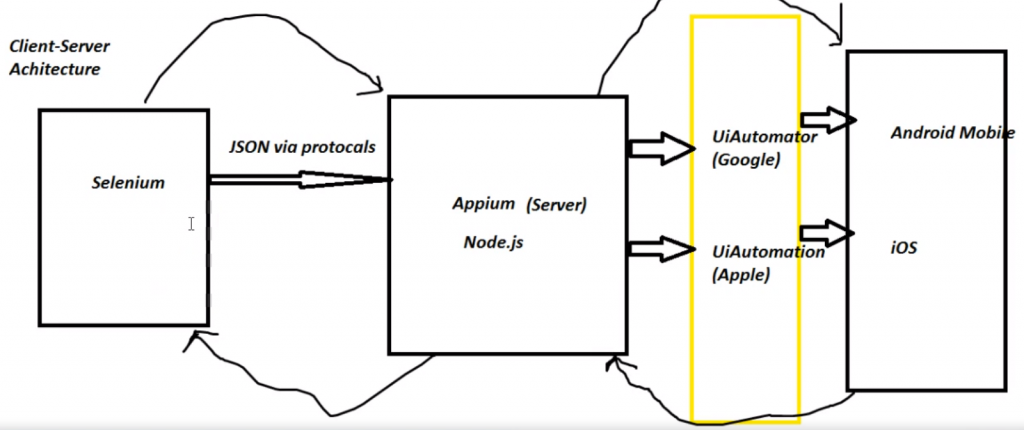 Client-Server
Achitecture
Selenium
JSON via protocals
Appium (Server)
Node.js
UiAutomator
(Google)
UiAutomation
(Apple)
Android Mobile
iOS